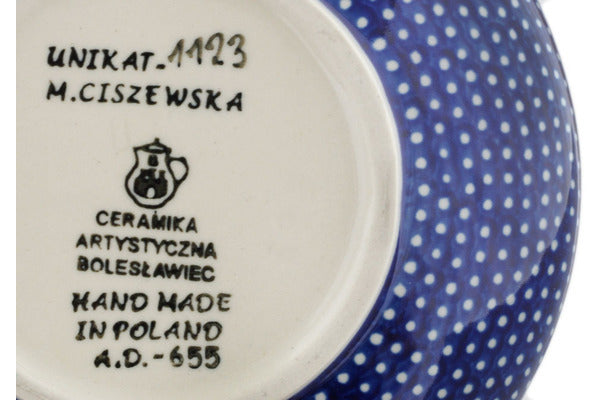 UNIKAT-1123
M.CISZEWSKA
CERAMIKA
ARTYSTYCZNA
BOLESŁAWIEC
HAND MADE
IN POLAND
A.D.-655